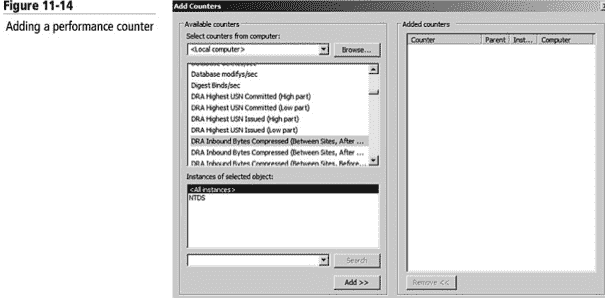 Figure 11-14
Adding a performance counter
Add Counters
Available counters
Select counters from computer:
<Local computer>
Browse...
Database modifys/sec
Digest Binds/sec
DRA Highest USN Committed (High part)
DRA Highest USN Committed (Low part)
DRA Highest USN Issued (High part)
DRA Highest USN Issued (Low part)
DRA Inbound Bytes Compressed (Between Sites, After ...
DRA Inbound Bytes Compressed (Between Sites, After ...
DRA Inbound Bytes Compressed (Between Sites, Before...
Instances of selected object:
<All instances>
NTDS
Search
Add >>
Added counters
Counter Parent Inst... Computer
Remove <<